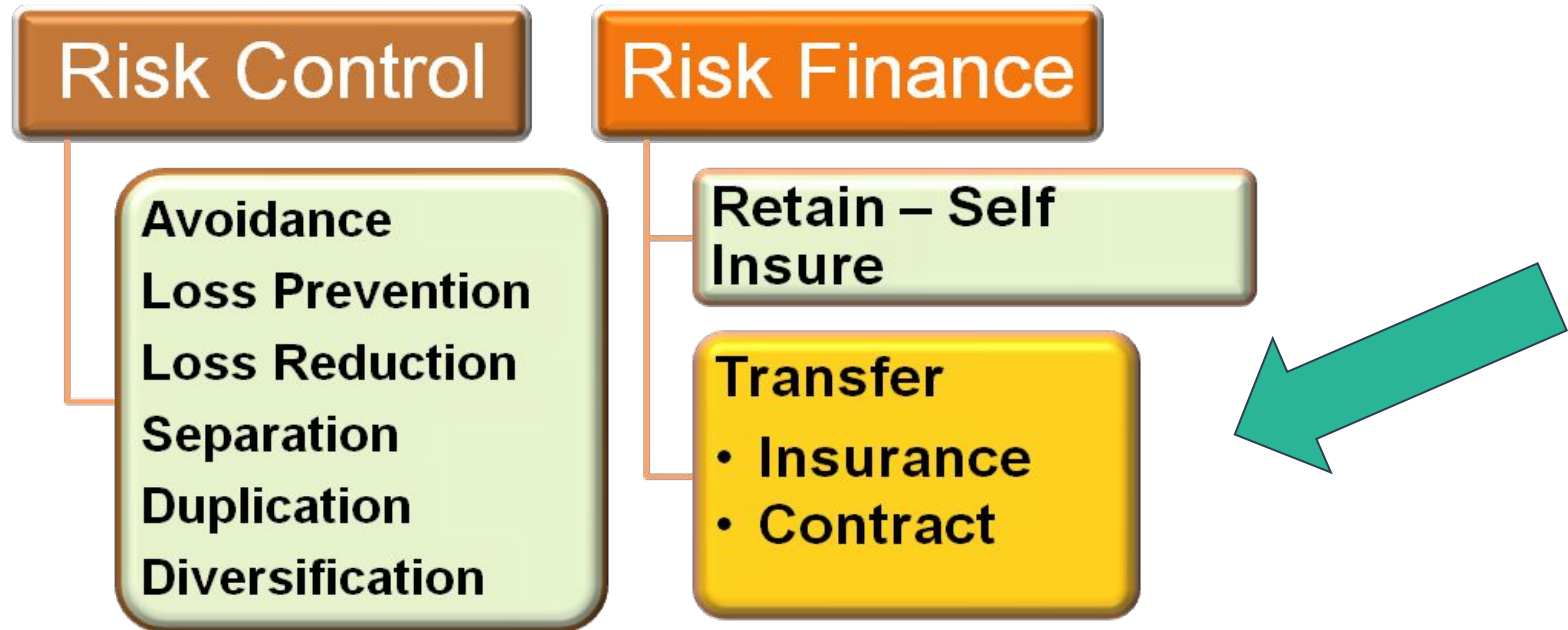 Risk Control
Avoidance
Loss Prevention
Loss Reduction
Separation
Duplication
Diversification
Risk Finance
Retain – Self
Insure
Transfer
• Insurance
• Contract